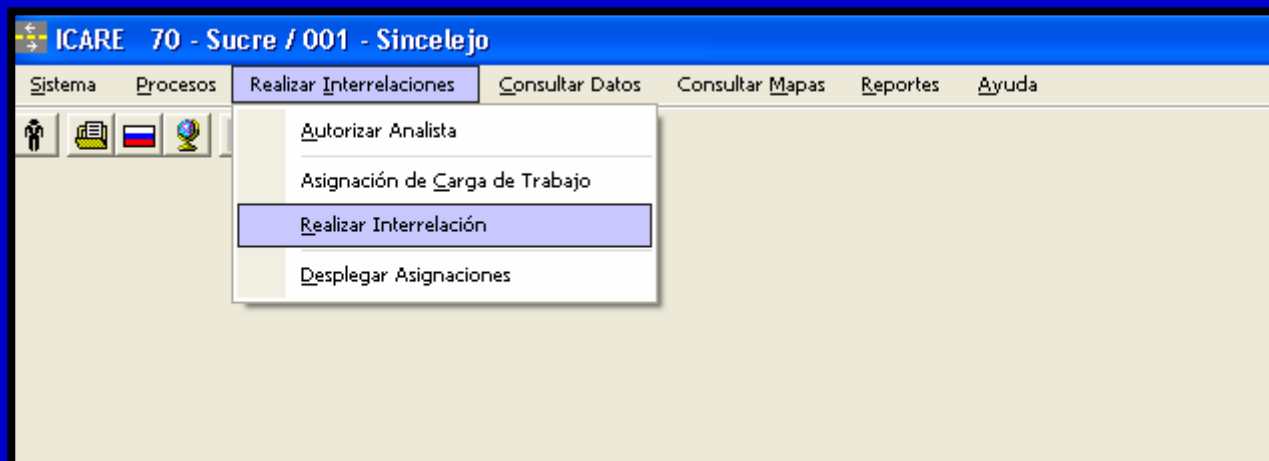 ICARE 70 - Sucre / 001 - Sincelejo
Sistema Procesos Realizar Interrelaciones Consultar Datos Consultar Mapas Reportes Ayuda
Autorizar Analista
Asignación de Carga de Trabajo
Realizar Interrelación
Desplegar Asignaciones